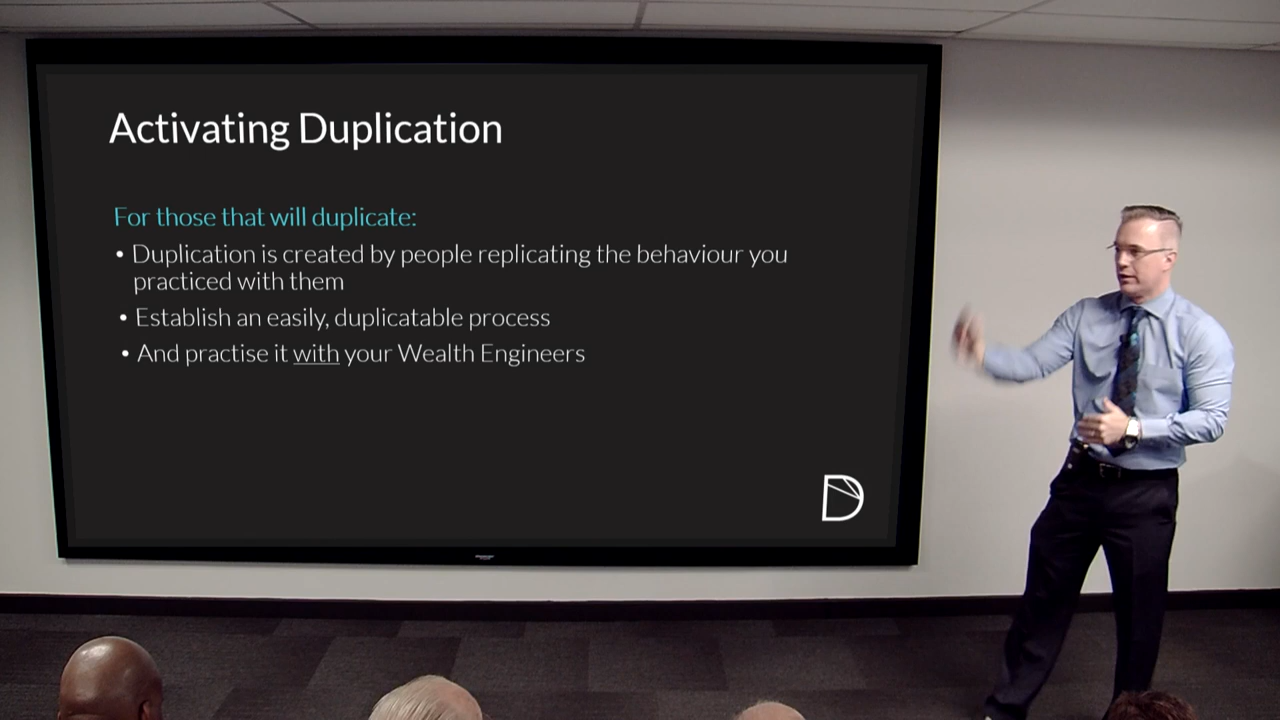 Activating Duplication
For those that will duplicate:
• Duplication is created by people replicating the behaviour you
practiced with them
• Establish an easily, duplicatable process
• And practise it with your Wealth Engineers